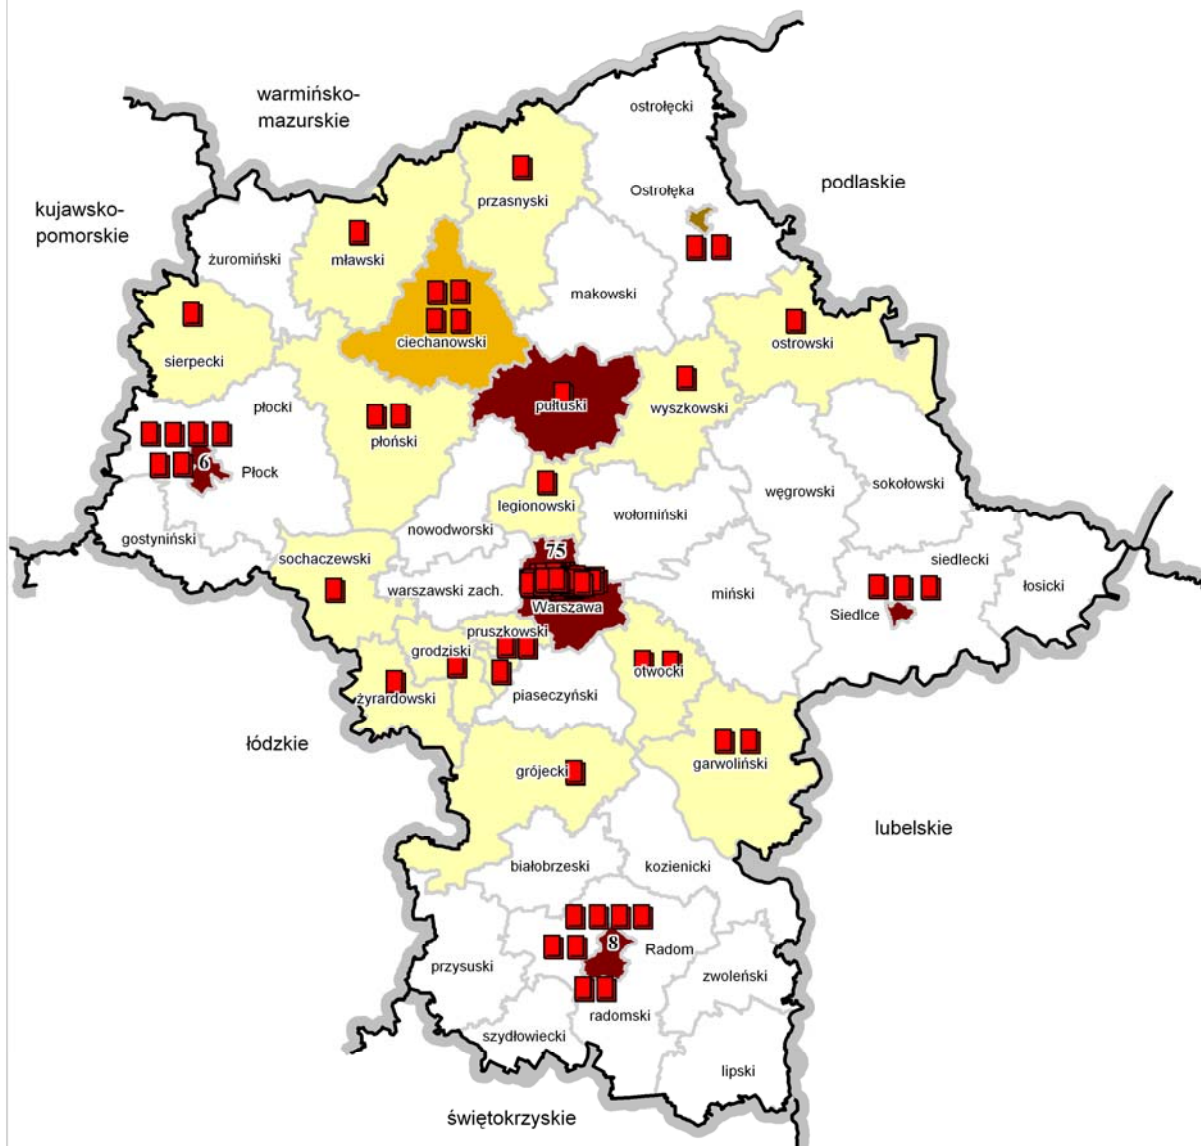 warmińsko-
mazurskie
ostrołęcki
podlaskie
Ostrołęka
kujawsko-
pomorskie
przasnyski
żuromiński
mławski
makowski
sierpecki
ciechanowski
ostrowski
płocki
pułtuski
wyszkowski
płoński
6
Płock
węgrowski
sokołowski
legionowski
wołomiński
nowodworski
gostyniński
sochaczewski
75
siedlecki
warszawski zach.
Warszawa
miński
łosicki
Siedlce
pruszkowski
grodziski
otwocki
żyrardowski
piaseczyński
łódzkie
grójecki
garwoliński
lubelskie
białobrzeski
kozienicki
8
Radom
przysuski
zwoleński
radomski
szydłowiecki
lipski
świętokrzyskie